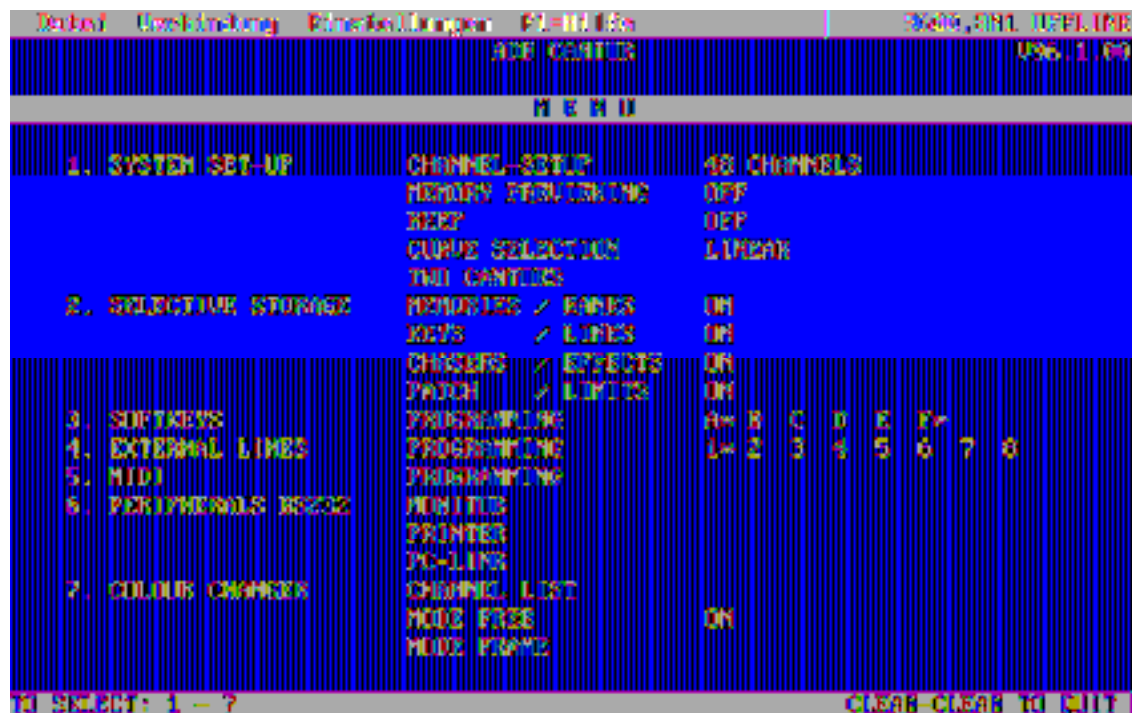 Datei Verbindung Einstellungen F1=Hilfe 9600,8N1 OFFLINE
ADB CANTOR V96.1.00
M E N U
1. SYSTEM SET-UP CHANNEL-SETUP 48 CHANNELS
MEMORY PREVIEWING OFF
BEEP OFF
CURVE SELECTION LINEAR
TWO CANTORS
2. SELECTIVE STORAGE MEMORIES / BANKS ON
KEYS / LINES ON
CHASERS / EFFECTS ON
PATCH / LIMITS ON
3. SOFTKEYS PROGRAMMING A* B C D E F*
4. EXTERNAL LINES PROGRAMMING 1* 2 3 4 5 6 7 8
5. MIDI PROGRAMMING
6. PERIPHERALS RS232 MONITOR
PRINTER
PC-LINK
7. COLOUR CHANGER CHANNEL LIST
MODE FREE ON
MODE FRAME
TO SELECT: 1 - 7 CLEAR-CLEAR TO QUIT